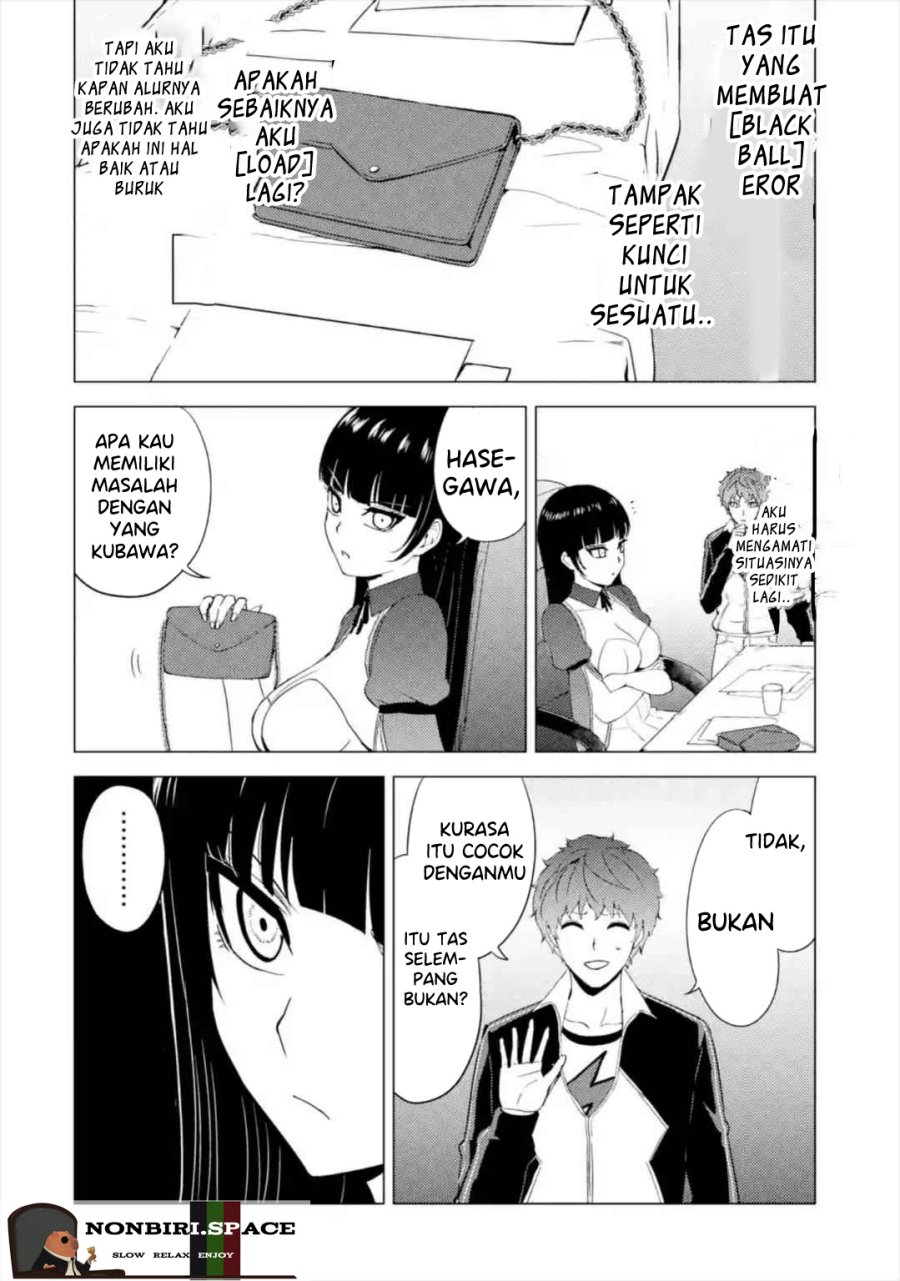 TAS ITU
YANG
MEMBUAT
[BLACK
BALL]
EROR
TAMPAK
SEPERTI
KUNCI
UNTUK
SESUATU..
APAKAH
SEBAIKNYA
AKU
[LOAD]
LAGI?
TAPI AKU
TIDAK TAHU
KAPAN ALURNYA
BERUBAH. AKU
JUGA TIDAK TAHU
APAKAH INI HAL
BAIK ATAU
BURUK
AKU
HARUS
MENGAMATI
SITUASINYA
SEDIKIT
LAGI..
HASE-
GAWA,
APA KAU
MEMILIKI
MASALAH
DENGAN
YANG
KUBAWA?
TIDAK,
BUKAN
KURASA
ITU COCOK
DENGANMU
ITU TAS
SELEM-
PANG
BUKAN?
.........
NONBIRI.SPACE
SLOW RELAX ENJOY